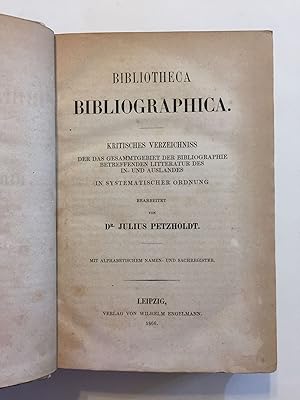 BIBLIOTHECA
BIBLIOGRAPHICA.
KRITISCHES VERZEICHNISS
DER DAS GESAMMTGEBIET DER BIBLIOGRAPHIE
BETREFFENDEN LITTERATUR DES
IN- UND AUSLANDES
IN SYSTEMATISCHER ORDNUNG
BEARBEITET
VON
DR. JULIUS PETZHOLDT.
MIT ALPHABETISCHEM NAMEN- UND SACHREGISTER.
LEIPZIG,
VERLAG VON WILHELM ENGELMANN.
1866.